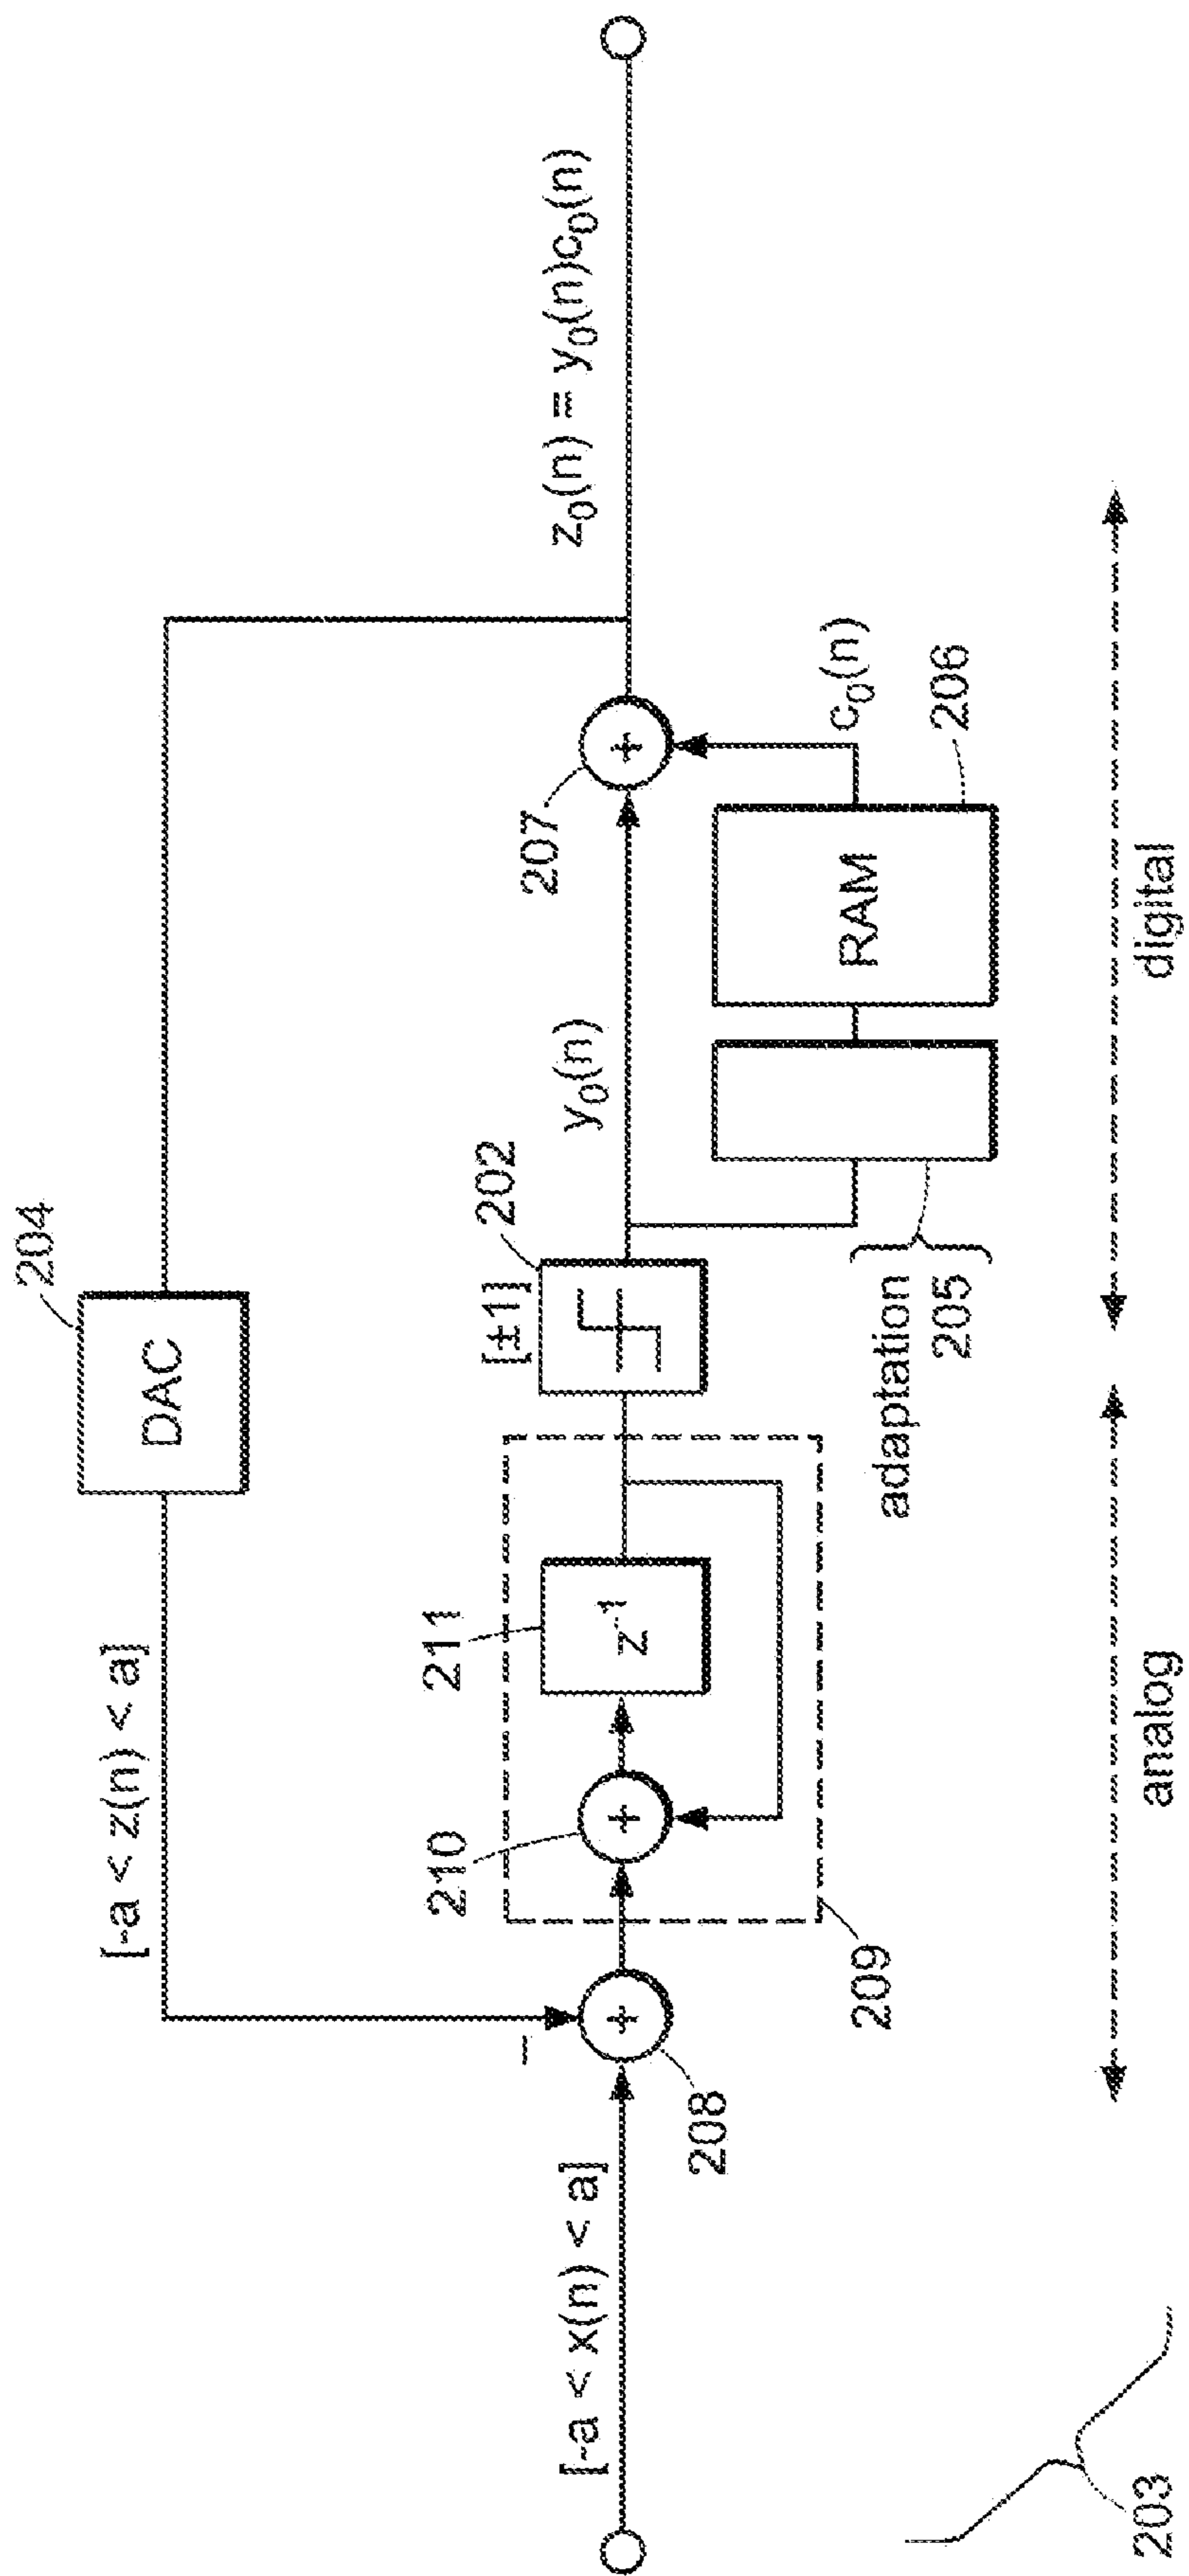 204
DAC
[-a < z(n) < a]
z₀(n) = y₀(n)c₀(n)
[-a < x(n) < a]
-
+
208
+
210
z⁻¹
211
209
[±1]
202
y₀(n)
+
207
adaptation
205
RAM
206
c₀(n)
analog
digital
203